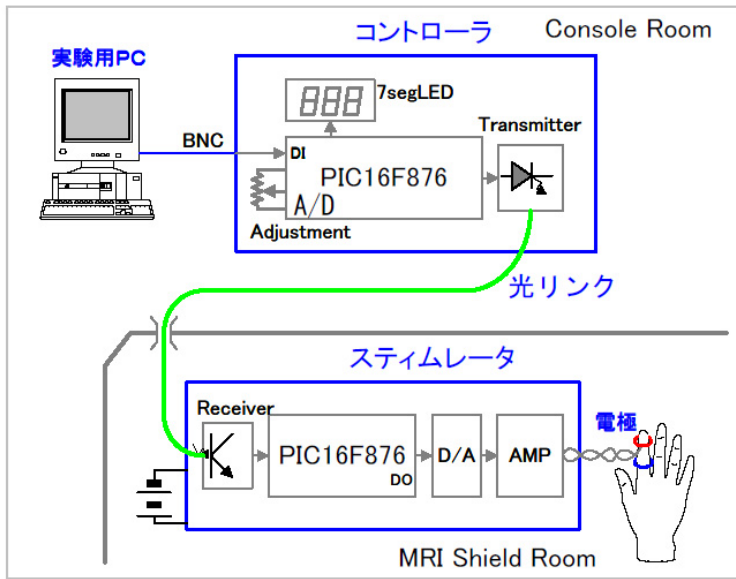 コントローラ
Console Room
実験用PC
888
7segLED
Transmitter
BNC
DI
PIC16F876
A/D
Adjustment
光リンク
スティムレータ
Receiver
電極
PIC16F876
DO
D/A
AMP
MRI Shield Room